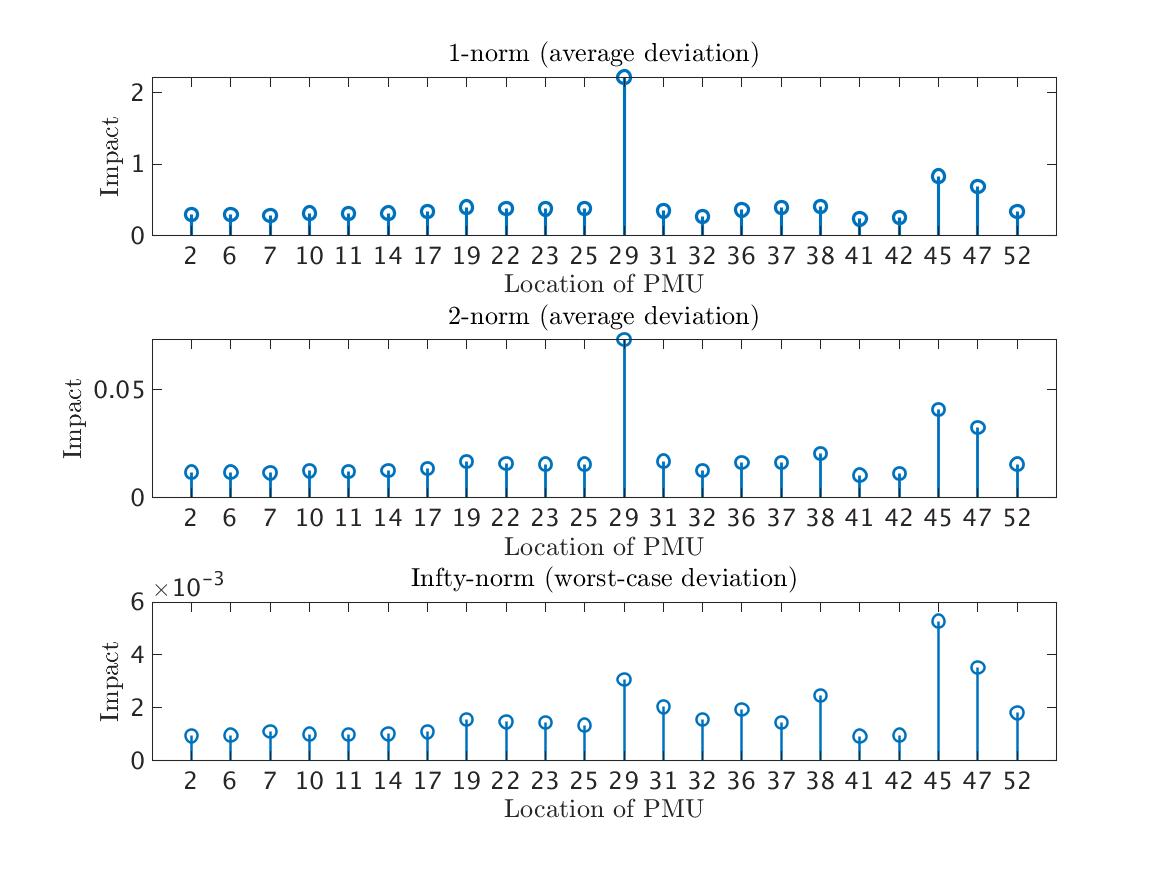 1-norm (average deviation)
2
1
0
Impact
2 6 7 10 11 14 17 19 22 23 25 29 31 32 36 37 38 41 42 45 47 52
Location of PMU
2-norm (average deviation)
0.05
0
Impact
2 6 7 10 11 14 17 19 22 23 25 29 31 32 36 37 38 41 42 45 47 52
Location of PMU
Infty-norm (worst-case deviation)
×10⁻³
6
4
2
0
Impact
2 6 7 10 11 14 17 19 22 23 25 29 31 32 36 37 38 41 42 45 47 52
Location of PMU